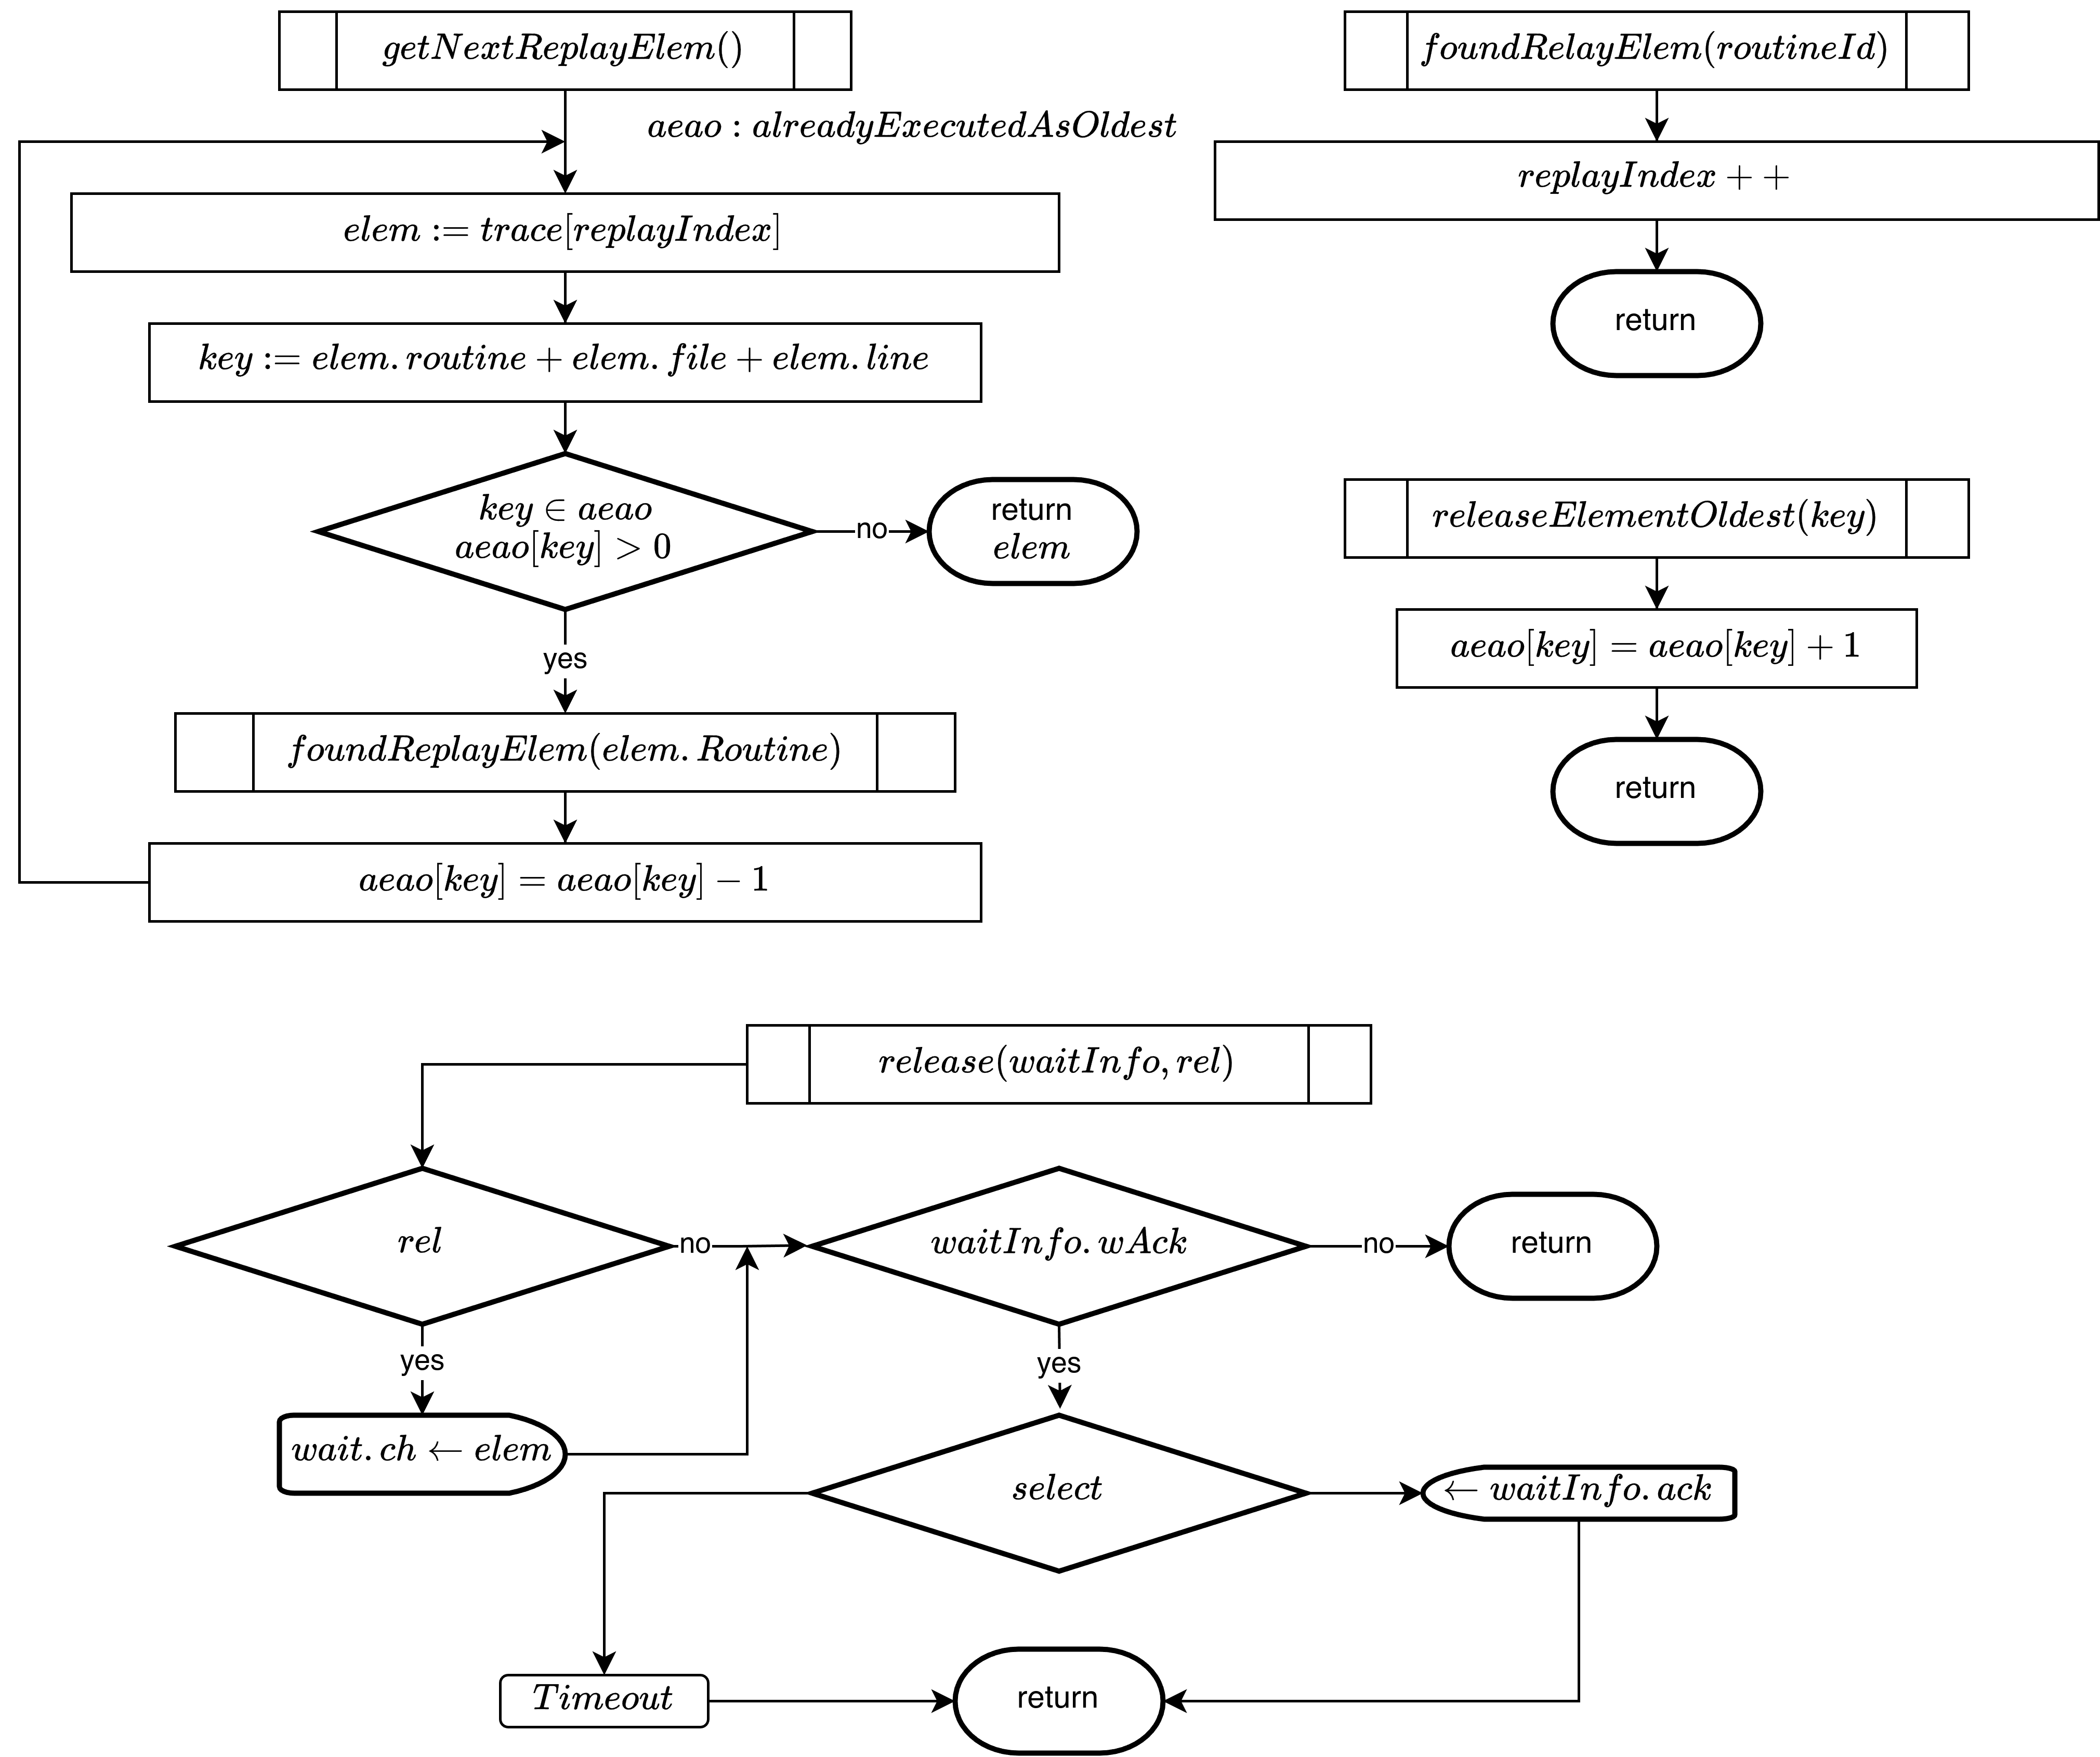 getNextReplayElem()
aeao : alreadyExecutedAsOldest
elem := trace[replayIndex]
key := elem.routine + elem.file + elem.line
key ∈ aeao
aeao[key] > 0
no
return
elem
yes
foundReplayElem(elem.Routine)
aeao[key] = aeao[key] − 1
foundRelayElem(routineId)
replayIndex + +
return
releaseElementOldest(key)
aeao[key] = aeao[key] + 1
return
release(waitInfo, rel)
rel
no
waitInfo.wAck
no
return
yes
yes
wait.ch ← elem
select
← waitInfo.ack
Timeout
return